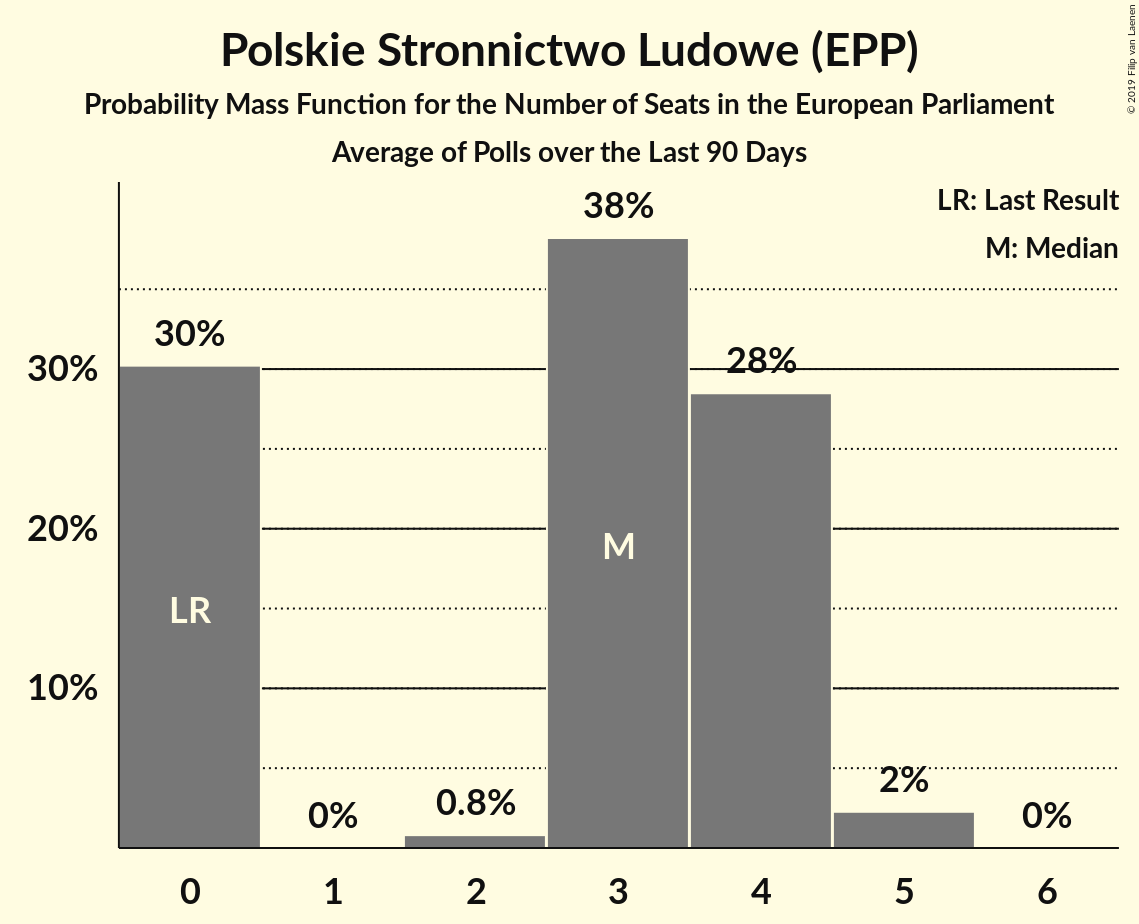 Polskie Stronnictwo Ludowe (EPP)
Probability Mass Function for the Number of Seats in the European Parliament
Average of Polls over the Last 90 Days
© 2019 Filip van Laenen
LR: Last Result
M: Median
38%
30%
28%
30%
20%
10%
M
LR
0%
0.8%
2%
0%
0 1 2 3 4 5 6